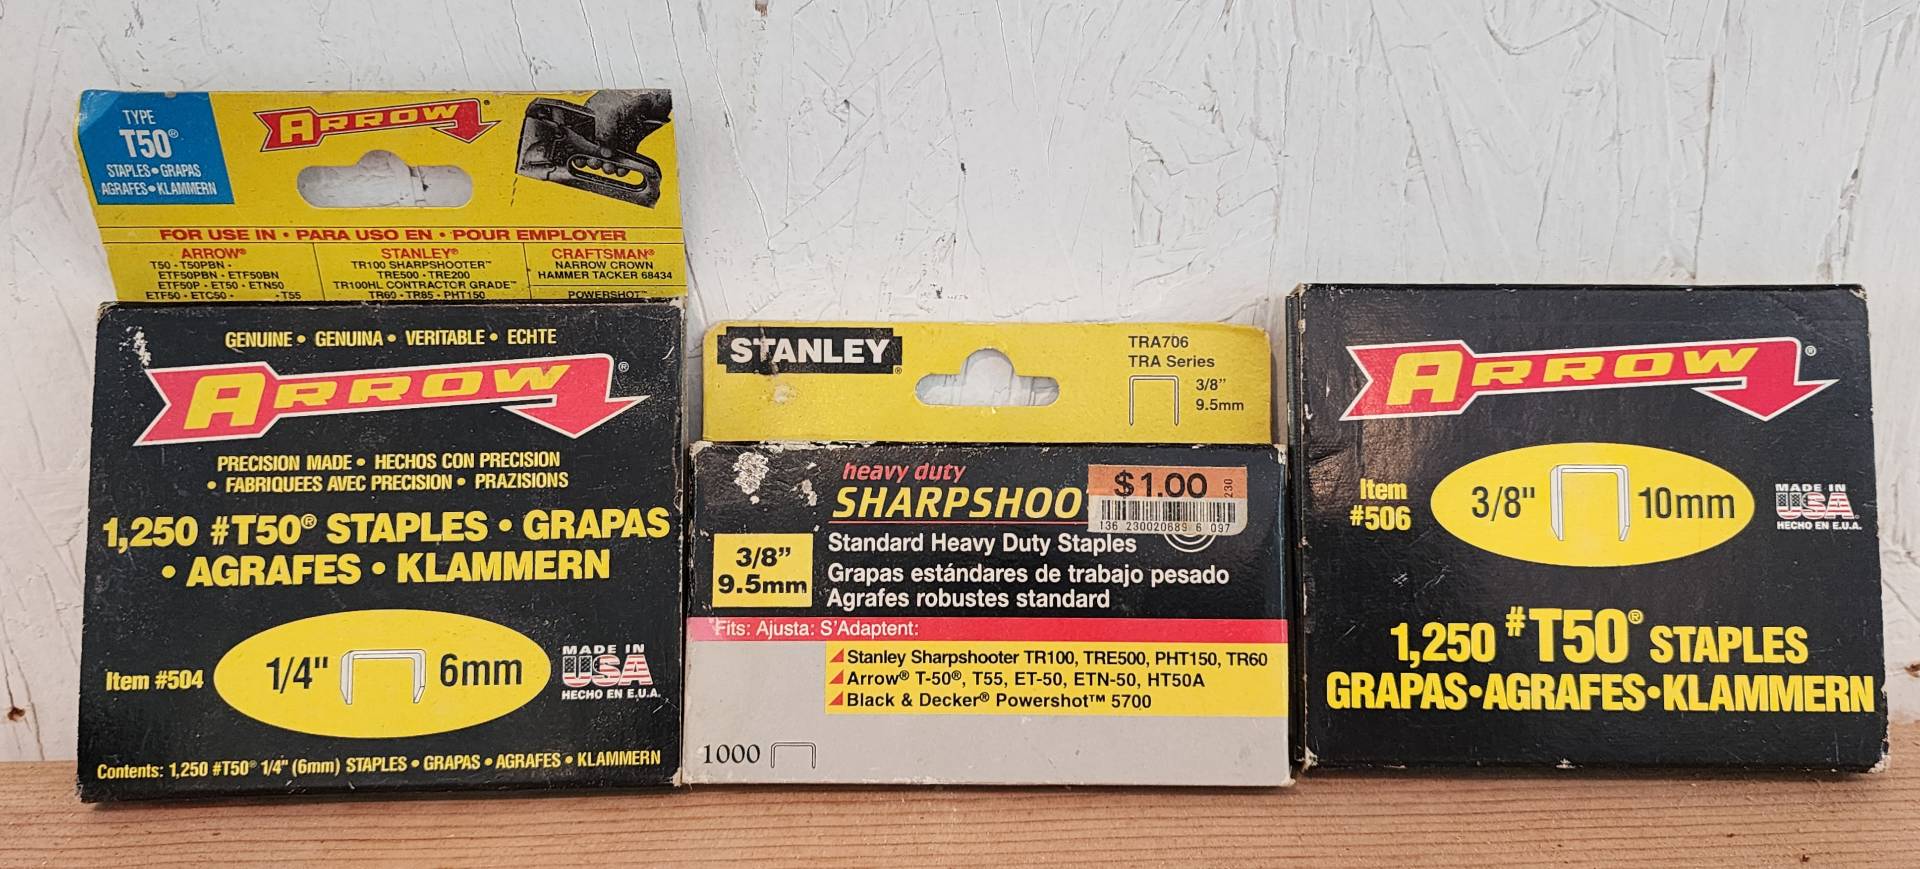 TYPE
T50®
STAPLES • GRAPAS
AGRAFES • KLAMMERN
ARROW®
FOR USE IN • PARA USO EN • POUR EMPLOYER
ARROW®
T50 • T50PBN •
ETF50PBN • ETF50BN
ETF50P • ET50 • ETN50
ETF50 • ETC50 • • T55
STANLEY®
TR100 SHARPSHOOTER™
TRE500 • TRE200
TR100HL CONTRACTOR GRADE™
TR60 • TR85 • PHT150
CRAFTSMAN®
NARROW CROWN
HAMMER TACKER 68434
POWERSHOT™
GENUINE • GENUINA • VERITABLE • ECHTE
ARROW®
PRECISION MADE • HECHOS CON PRECISION
• FABRIQUEES AVEC PRECISION • PRAZISIONS
1,250 #T50® STAPLES • GRAPAS
• AGRAFES • KLAMMERN
Item #504
1/4" 6mm
MADE IN
USA
HECHO EN E.U.A.
Contents: 1,250 #T50® 1/4" (6mm) STAPLES • GRAPAS • AGRAFES • KLAMMERN
STANLEY®
TRA706
TRA Series
3/8"
9.5mm
heavy duty
SHARPSHOO
$1.00
230
136 230020689 6 097
3/8"
9.5mm
Standard Heavy Duty Staples
Grapas estándares de trabajo pesado
Agrafes robustes standard
Fits: Ajusta: S'Adaptent:
Stanley Sharpshooter TR100, TRE500, PHT150, TR60
Arrow® T-50®, T55, ET-50, ETN-50, HT50A
Black & Decker® Powershot™ 5700
1000
ARROW®
Item
#506
3/8" 10mm
MADE IN
USA
HECHO EN E.U.A.
1,250 #T50® STAPLES
GRAPAS•AGRAFES•KLAMMERN